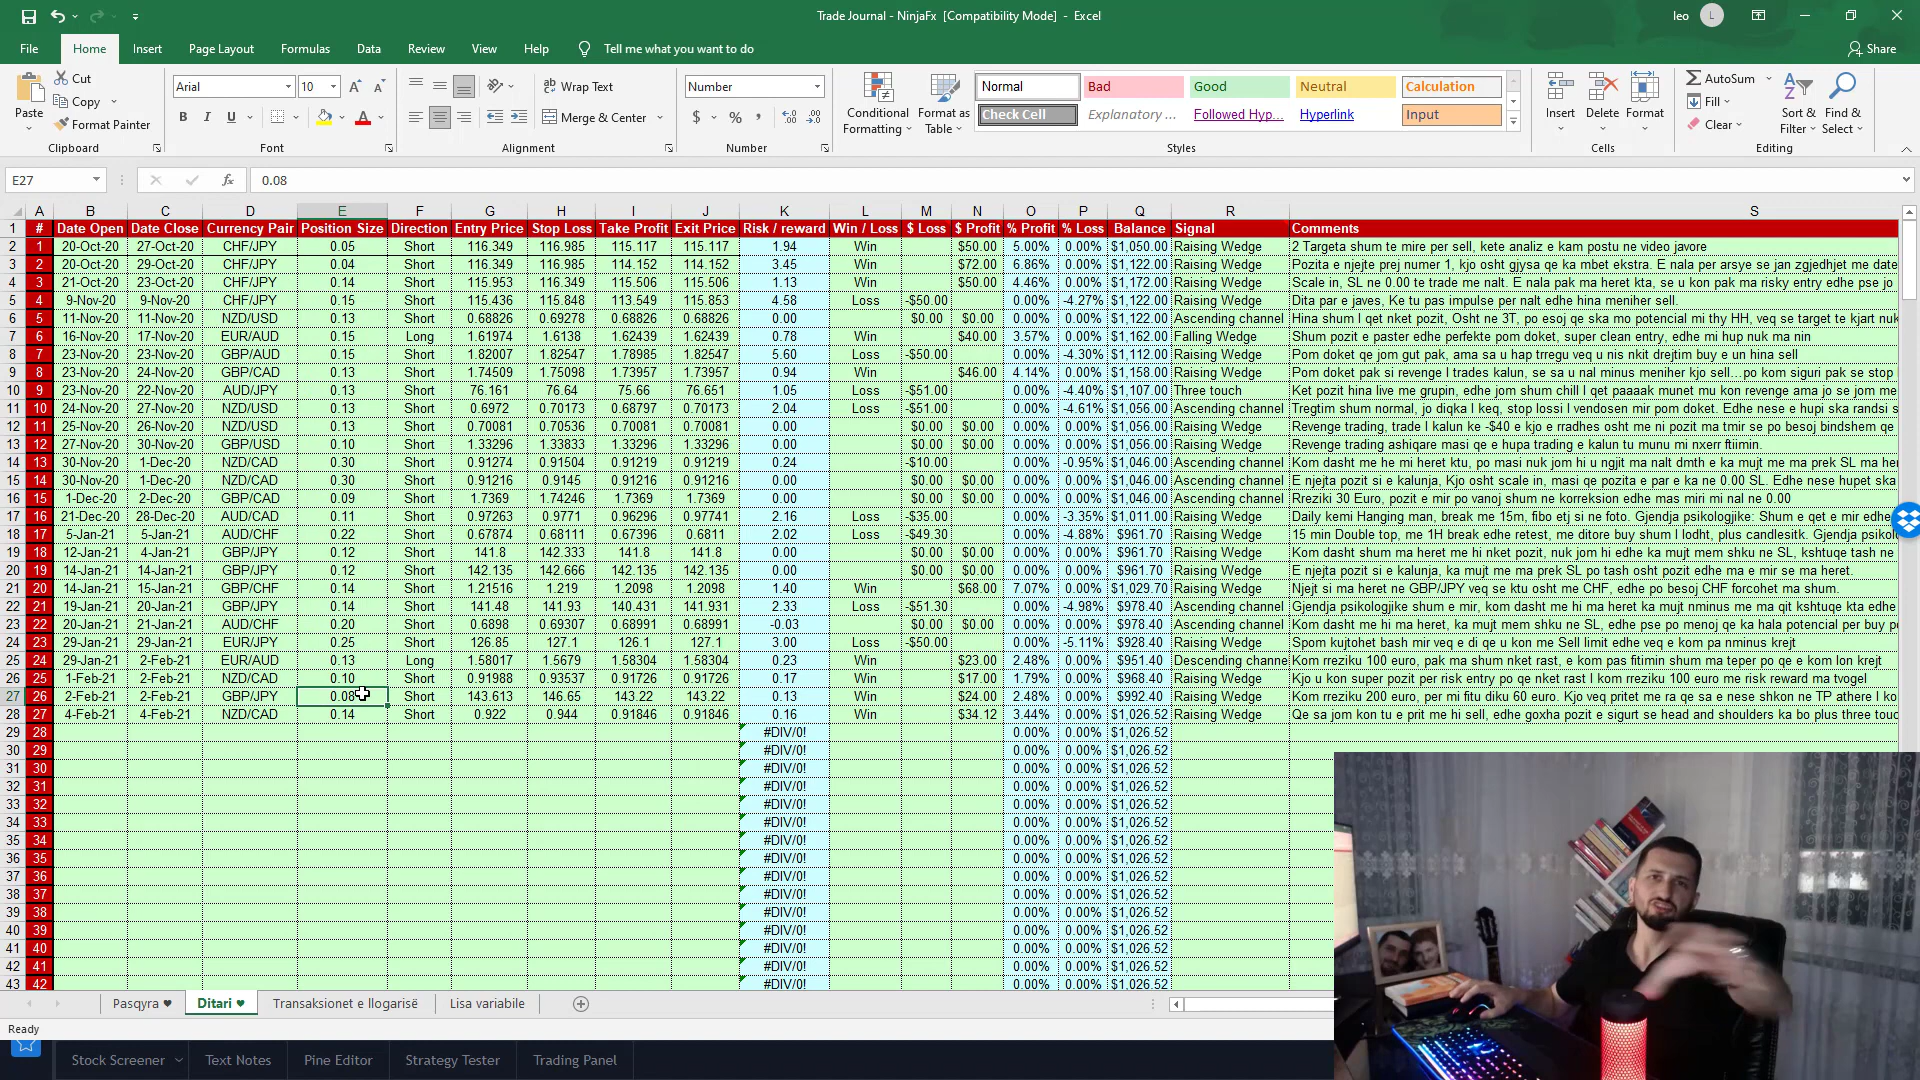 Trade Journal - NinjaFx [Compatibility Mode] - Excel
leo L
File Home Insert Page Layout Formulas Data Review View Help Tell me what you want to do Share
Paste Cut Copy Format Painter Clipboard
Arial 10 B I U Font
Wrap Text Merge & Center Alignment
Number $ % , Number
Conditional Formatting Format as Table
Normal Bad Good Neutral Calculation
Check Cell Explanatory ... Followed Hyp... Hyperlink Input
Styles
Insert Delete Format Cells
AutoSum Fill Clear Sort & Filter Find & Select Editing
E27 fx 0.08
A B C D E F G H I J K L M N O P Q R S
1 # Date Open Date Close Currency Pair Position Size Direction Entry Price Stop Loss Take Profit Exit Price Risk / reward Win / Loss $ Loss $ Profit % Profit % Loss Balance Signal Comments
2 1 20-Oct-20 27-Oct-20 CHF/JPY 0.05 Short 116.349 116.985 115.117 115.117 1.94 Win $50.00 5.00% 0.00% $1,050.00 Raising Wedge 2 Targeta shum te mire per sell, kete analiz e kam postu ne video javore
3 2 20-Oct-20 29-Oct-20 CHF/JPY 0.04 Short 116.349 116.985 114.152 114.152 3.45 Win $72.00 6.86% 0.00% $1,122.00 Raising Wedge Pozita e njejte prej numer 1, kjo osht gjysa qe ka mbet ekstra. E nala per arsye se jan zgjedhjet me date
4 3 21-Oct-20 23-Oct-20 CHF/JPY 0.14 Short 115.953 116.349 115.506 115.506 1.13 Win $50.00 4.46% 0.00% $1,172.00 Raising Wedge Scale in, SL ne 0.00 te trade me nalt. E nala pak ma heret kta, se u kon pak ma risky entry edhe pse jo
5 4 9-Nov-20 9-Nov-20 CHF/JPY 0.15 Short 115.436 115.848 113.549 115.853 4.58 Loss -$50.00 0.00% -4.27% $1,122.00 Raising Wedge Dita par e javes, Ke tu pas impulse per nalt edhe hina meniher sell.
6 5 11-Nov-20 11-Nov-20 NZD/USD 0.13 Short 0.68826 0.69278 0.68826 0.68826 0.00 $0.00 $0.00 0.00% 0.00% $1,122.00 Ascending channel Hina shum I qet nket pozit, Osht ne 3T, po esoj qe ska mo potencial mi thy HH, veq se target te kjart nuk
7 6 16-Nov-20 17-Nov-20 EUR/AUD 0.15 Long 1.61974 1.6138 1.62439 1.62439 0.78 Win $40.00 3.57% 0.00% $1,162.00 Falling Wedge Shum pozit e paster edhe perfekte pom doket, super clean entry, edhe mi hup nuk ma nin
8 7 23-Nov-20 23-Nov-20 GBP/AUD 0.15 Short 1.82007 1.82547 1.78985 1.82547 5.60 Loss -$50.00 0.00% -4.30% $1,112.00 Raising Wedge Pom doket qe jom gut pak, ama sa u hap trregu veq u nis nkit drejtim buy e un hina sell
9 8 23-Nov-20 24-Nov-20 GBP/CAD 0.13 Short 1.74509 1.75098 1.73957 1.73957 0.94 Win $46.00 4.14% 0.00% $1,158.00 Raising Wedge Pom doket pak si revenge I trades kalun, se sa u nal minus meniher kjo sell...po kom siguri pak se stop
10 9 23-Nov-20 22-Nov-20 AUD/JPY 0.13 Short 76.161 76.64 75.66 76.651 1.05 Loss -$51.00 0.00% -4.40% $1,107.00 Three touch Ket pozit hina live me grupin, edhe jom shum chill I qet paaaak munet mu kon revenge ama jo se jom me
11 10 24-Nov-20 27-Nov-20 NZD/USD 0.13 Short 0.6972 0.70173 0.68797 0.70173 2.04 Loss -$51.00 0.00% -4.61% $1,056.00 Ascending channel Tregtim shum normal, jo diqka I keq, stop lossi I vendosen mir pom doket. Edhe nese e hupi ska randsi s
12 11 25-Nov-20 26-Nov-20 NZD/USD 0.13 Short 0.70081 0.70536 0.70081 0.70081 0.00 $0.00 $0.00 0.00% 0.00% $1,056.00 Raising Wedge Revenge trading, trade I kalun ke -$40 e kjo e rradhes osht me ni pozit ma tmir se po besoj bindshem qe
13 12 27-Nov-20 30-Nov-20 GBP/USD 0.10 Short 1.33296 1.33833 1.33296 1.33296 0.00 $0.00 $0.00 0.00% 0.00% $1,056.00 Raising Wedge Revenge trading ashiqare masi qe e hupa trading e kalun tu munu mi nxerr ftiimin.
14 13 30-Nov-20 1-Dec-20 NZD/CAD 0.30 Short 0.91274 0.91504 0.91219 0.91219 0.24 -$10.00 0.00% -0.95% $1,046.00 Ascending channel Kom dasht me he mi heret ktu, po masi nuk jom hi u ngjit ma nalt dmth e ka mujt me ma prek SL ma her
15 14 30-Nov-20 1-Dec-20 NZD/CAD 0.30 Short 0.91216 0.9145 0.91216 0.91216 0.00 $0.00 $0.00 0.00% 0.00% $1,046.00 Ascending channel E njejta pozit si e kalunja, Kjo osht scale in, masi qe pozita e par e ka ne 0.00 SL. Edhe nese hupet ska
16 15 1-Dec-20 2-Dec-20 GBP/CAD 0.09 Short 1.7369 1.74246 1.7369 1.7369 0.00 $0.00 $0.00 0.00% 0.00% $1,046.00 Ascending channel Rreziki 30 Euro, pozit e mir po vanoj shum ne korreksion edhe mas miri mi nal ne 0.00
17 16 21-Dec-20 28-Dec-20 AUD/CAD 0.11 Short 0.97263 0.9771 0.96296 0.97741 2.16 Loss -$35.00 0.00% -3.35% $1,011.00 Raising Wedge Daily kemi Hanging man, break me 15m, fibo etj si ne foto. Gjendja psikologjike: Shum e qet e mir edhe
18 17 5-Jan-21 5-Jan-21 AUD/CHF 0.22 Short 0.67874 0.68111 0.67396 0.6811 2.02 Loss -$49.30 0.00% -4.88% $961.70 Raising Wedge 15 min Double top, me 1H break edhe retest, me ditore buy shum I lodht, plus candlesitk. Gjendja psikolo
19 18 12-Jan-21 4-Jan-21 GBP/JPY 0.12 Short 141.8 142.333 141.8 141.8 0.00 $0.00 $0.00 0.00% 0.00% $961.70 Raising Wedge Kom dasht shum ma heret me hi nket pozit, nuk jom hi edhe ka mujt mem shku ne SL, kshtuqe tash ne
20 19 14-Jan-21 14-Jan-21 GBP/JPY 0.12 Short 142.135 142.666 142.135 142.135 0.00 $0.00 $0.00 0.00% 0.00% $961.70 Raising Wedge E njejta pozit si e kalunja, ka mujt me ma prek SL po tash osht pozit edhe ma e mir se ma heret.
21 20 14-Jan-21 15-Jan-21 GBP/CHF 0.14 Short 1.21516 1.219 1.2098 1.2098 1.40 Win $68.00 7.07% 0.00% $1,029.70 Raising Wedge Njejt si ma heret ne GBP/JPY veq se ktu osht me CHF, edhe po besoj CHF forcohet ma shum.
22 21 19-Jan-21 20-Jan-21 GBP/JPY 0.14 Short 141.48 141.93 140.431 141.941 2.33 Loss -$51.30 0.00% -4.98% $978.40 Ascending channel Gjendja psikologjike shum e mir, kom dasht me hi ma heret ka mujt nminus me ma qit kshtuqe kta edhe
23 22 20-Jan-21 21-Jan-21 AUD/CHF 0.20 Short 0.6898 0.69307 0.68991 0.68991 -0.03 $0.00 $0.00 0.00% 0.00% $978.40 Ascending channel Kom dasht me hi ma heret, ka mujt mem shku ne SL, edhe pse po menoj qe ka hala potencial per buy po
24 23 29-Jan-21 29-Jan-21 EUR/JPY 0.25 Short 126.85 127.1 126.1 127.1 3.00 Loss -$50.00 0.00% -5.11% $928.40 Raising Wedge Spom kujtohet bash mir veq e di qe u kon me Sell limit edhe veq e kom pa nminus krejt
25 24 29-Jan-21 2-Feb-21 EUR/AUD 0.13 Long 1.58017 1.5679 1.58304 1.58304 0.23 Win $23.00 2.48% 0.00% $951.40 Descending channe Kom rreziku 100 euro, pak ma shum nket rast, e kom pas fitimin shum ma teper po qe e kom lon krejt
26 25 1-Feb-21 2-Feb-21 NZD/CAD 0.10 Short 0.91988 0.93537 0.91726 0.91726 0.17 Win $17.00 1.79% 0.00% $968.40 Raising Wedge Kjo u kon super pozit per risk entry po qe nket rast I kom rreziku 100 euro me risk reward ma tvogel
27 26 2-Feb-21 2-Feb-21 GBP/JPY 0.08 Short 143.613 146.65 143.22 143.22 0.13 Win $24.00 2.48% 0.00% $992.40 Raising Wedge Kom rreziku 200 euro, per mi fitu diku 60 euro. Kjo veq pritet me ra qe sa e nese shkon ne TP athere I ko
28 27 4-Feb-21 4-Feb-21 NZD/CAD 0.14 Short 0.922 0.944 0.91846 0.91846 0.16 Win $34.12 3.44% 0.00% $1,026.52 Raising Wedge Qe sa jom kon tu e prit me hi sell, edhe goxha pozit e sigurt se head and shoulders ka bo plus three touc
29 28 #DIV/0! 0.00% 0.00% $1,026.52
30 29 #DIV/0! 0.00% 0.00% $1,026.52
31 30 #DIV/0! 0.00% 0.00% $1,026.52
32 31 #DIV/0! 0.00% 0.00% $1,026.52
33 32 #DIV/0! 0.00% 0.00% $1,026.52
34 33 #DIV/0! 0.00% 0.00% $1,026.52
35 34 #DIV/0! 0.00% 0.00% $1,026.52
36 35 #DIV/0! 0.00% 0.00% $1,026.52
37 36 #DIV/0! 0.00% 0.00% $1,026.52
38 37 #DIV/0! 0.00% 0.00% $1,026.52
39 38 #DIV/0! 0.00% 0.00% $1,026.52
40 39 #DIV/0! 0.00% 0.00% $1,026.52
41 40 #DIV/0! 0.00% 0.00% $1,026.52
42 41 #DIV/0! 0.00% 0.00% $1,026.52
43 42 #DIV/0! 0.00% 0.00% $1,026.52
Pasqyra ♥ Ditari ♥ Transaksionet e llogarisë Lisa variabile
Ready
Stock Screener Text Notes Pine Editor Strategy Tester Trading Panel